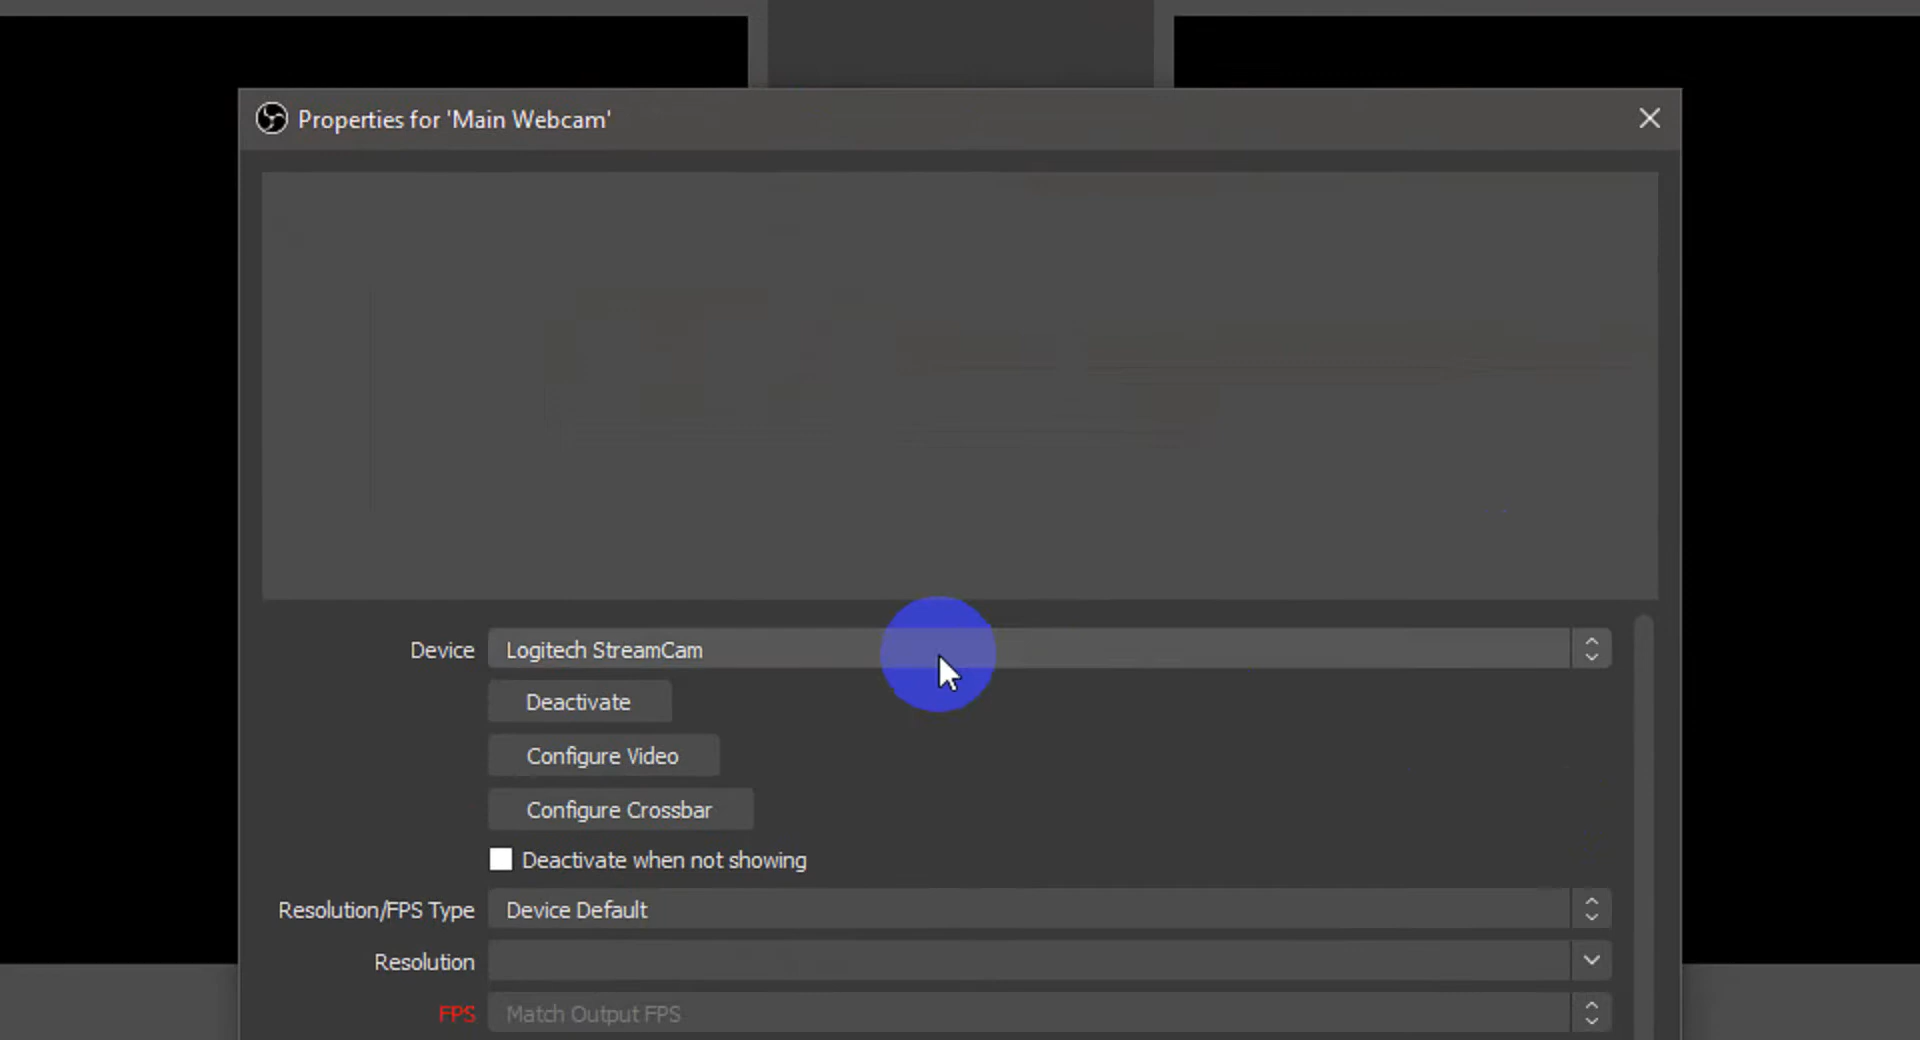 Properties for 'Main Webcam'
Device Logitech StreamCam
Deactivate
Configure Video
Configure Crossbar
Deactivate when not showing
Resolution/FPS Type Device Default
Resolution
FPS Match Output FPS